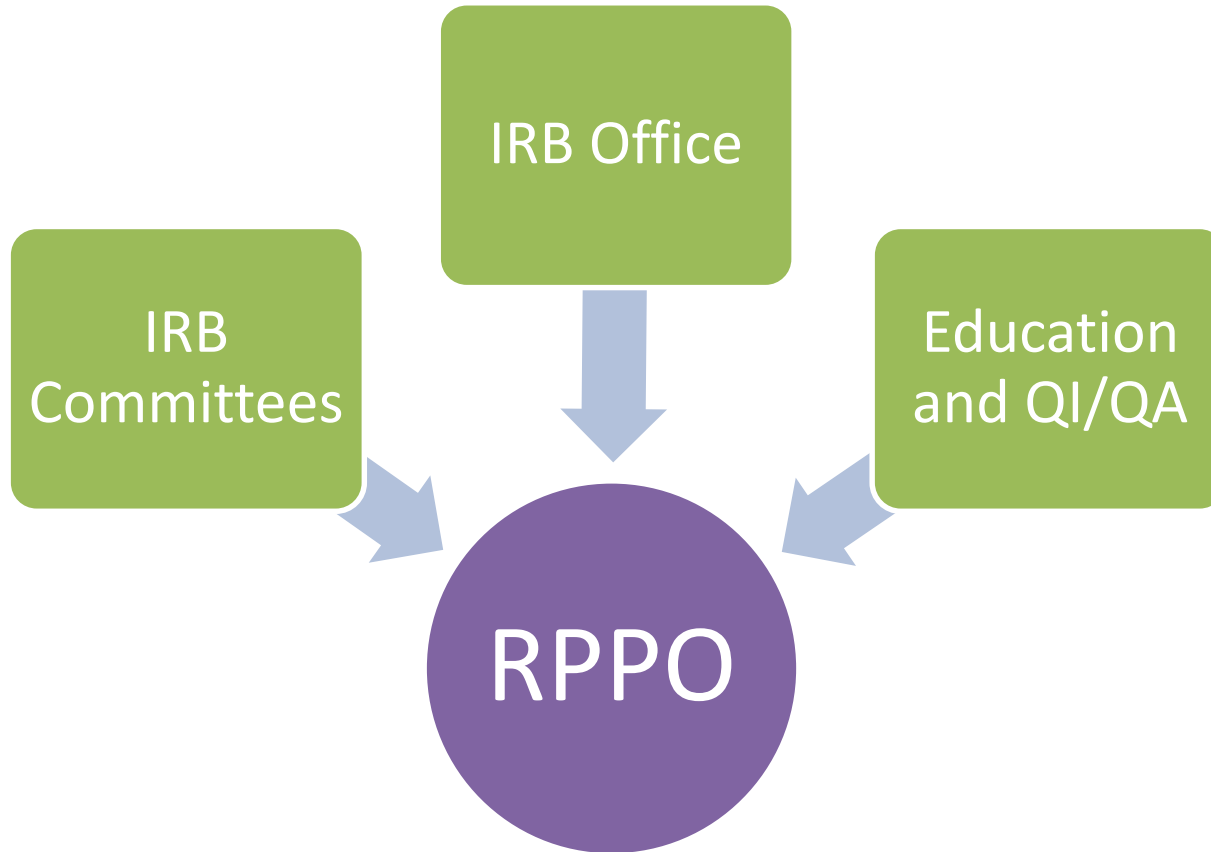 IRB Office
IRB
Committees
Education
and QI/QA
RPPO